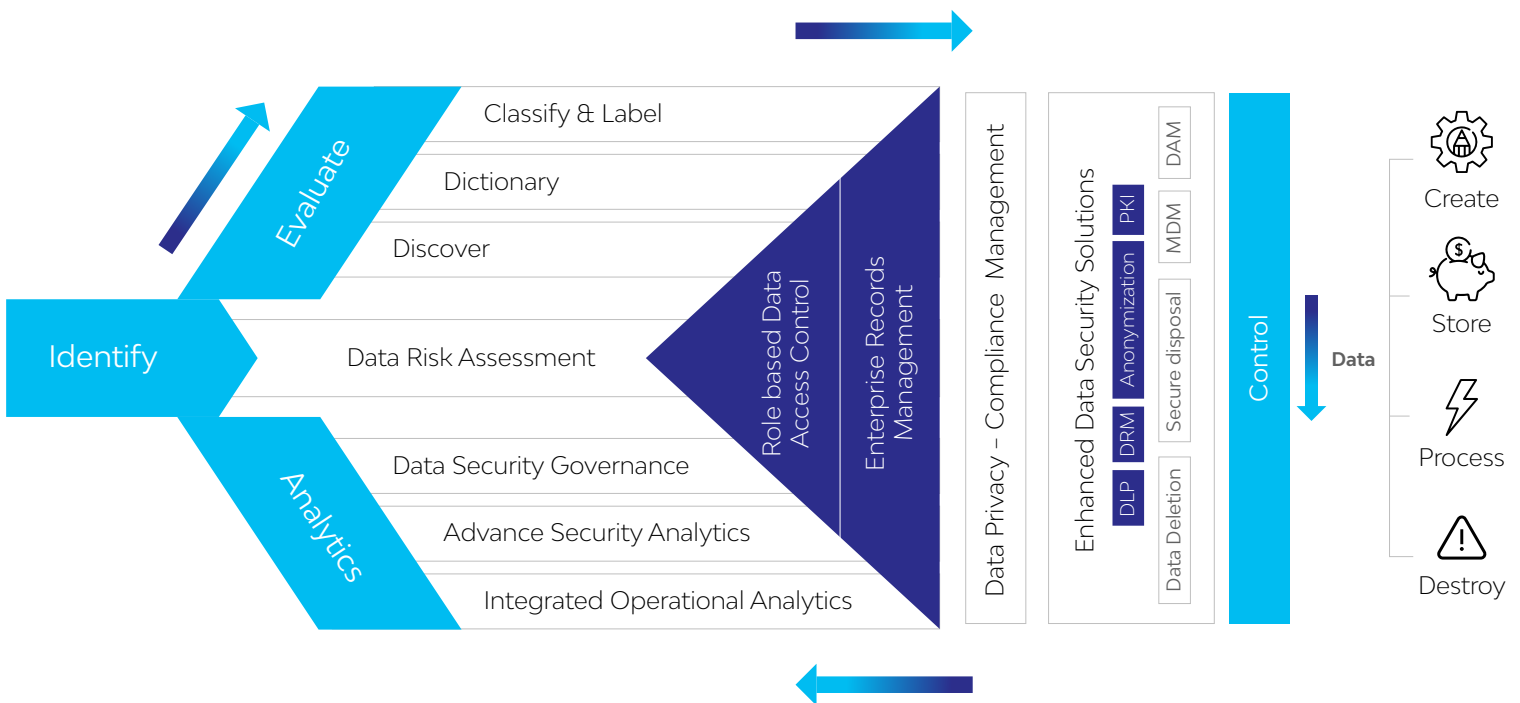 Identify
Evaluate
Analytics
Classify & Label
Dictionary
Discover
Data Risk Assessment
Data Security Governance
Advance Security Analytics
Integrated Operational Analytics
Role based Data
Access Control
Enterprise Records
Management
Data Privacy – Compliance Management
Enhanced Data Security Solutions
DLP
DRM
Anonymization
PKI
Data Deletion
Secure disposal
MDM
DAM
Control
Data
$
Create
Store
Process
Destroy